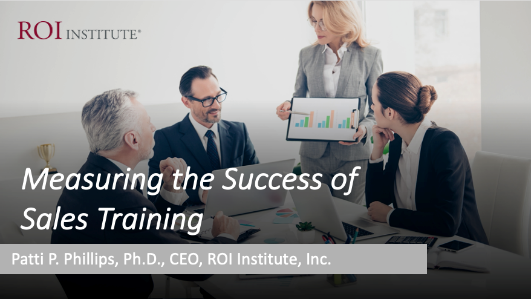 ROI INSTITUTE®
Measuring the Success of
Sales Training
Patti P. Phillips, Ph.D., CEO, ROI Institute, Inc.